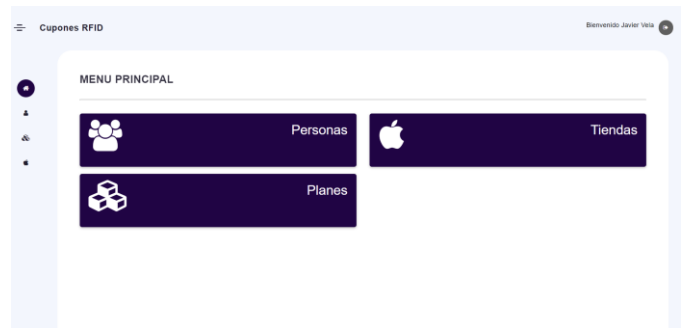 Cupones RFID
Bienvenido Javier Vela
MENU PRINCIPAL
Personas
Tiendas
Planes